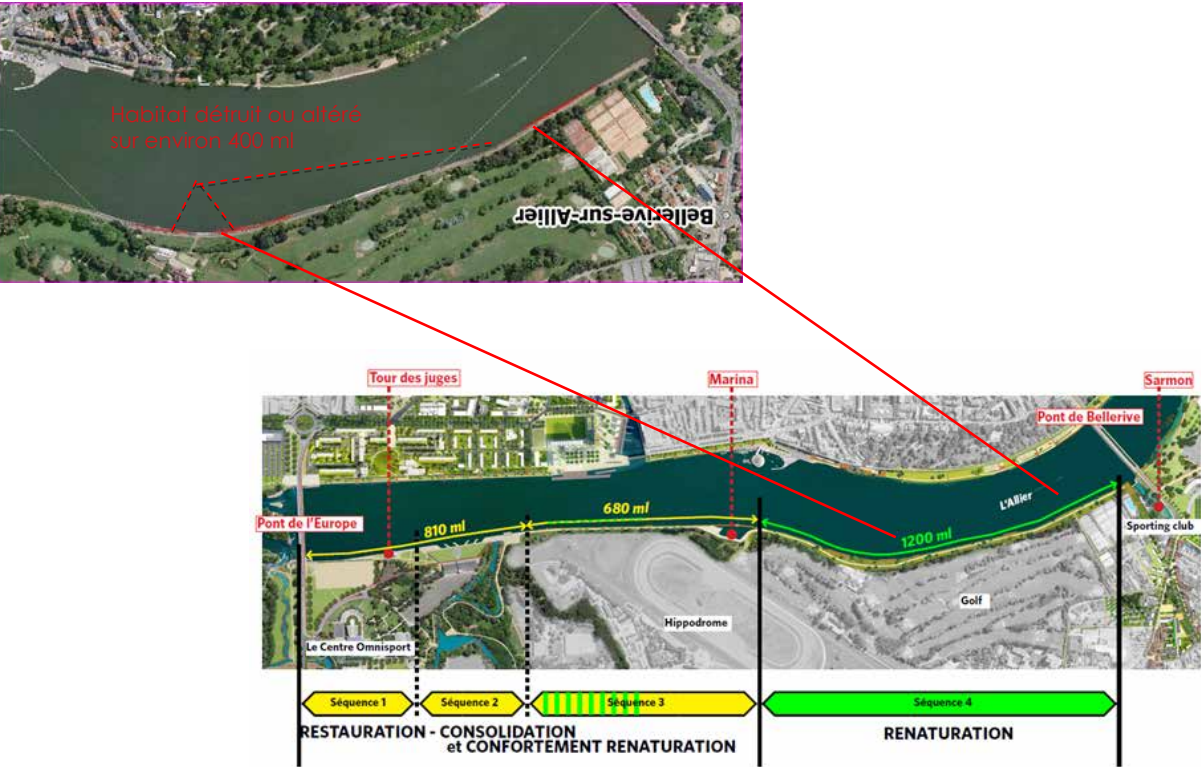 Habitat détruit ou altéré
sur environ 400 ml
Bellerive-sur-Allier
Tour des juges
Marina
Sarmon
Pont de Bellerive
Pont de l'Europe
810 ml
680 ml
1200 ml
L'Allier
Sporting club
Golf
Hippodrome
Le Centre Omnisport
Séquence 1
Séquence 2
Séquence 3
Séquence 4
RESTAURATION - CONSOLIDATION
et CONFORTEMENT RENATURATION
RENATURATION